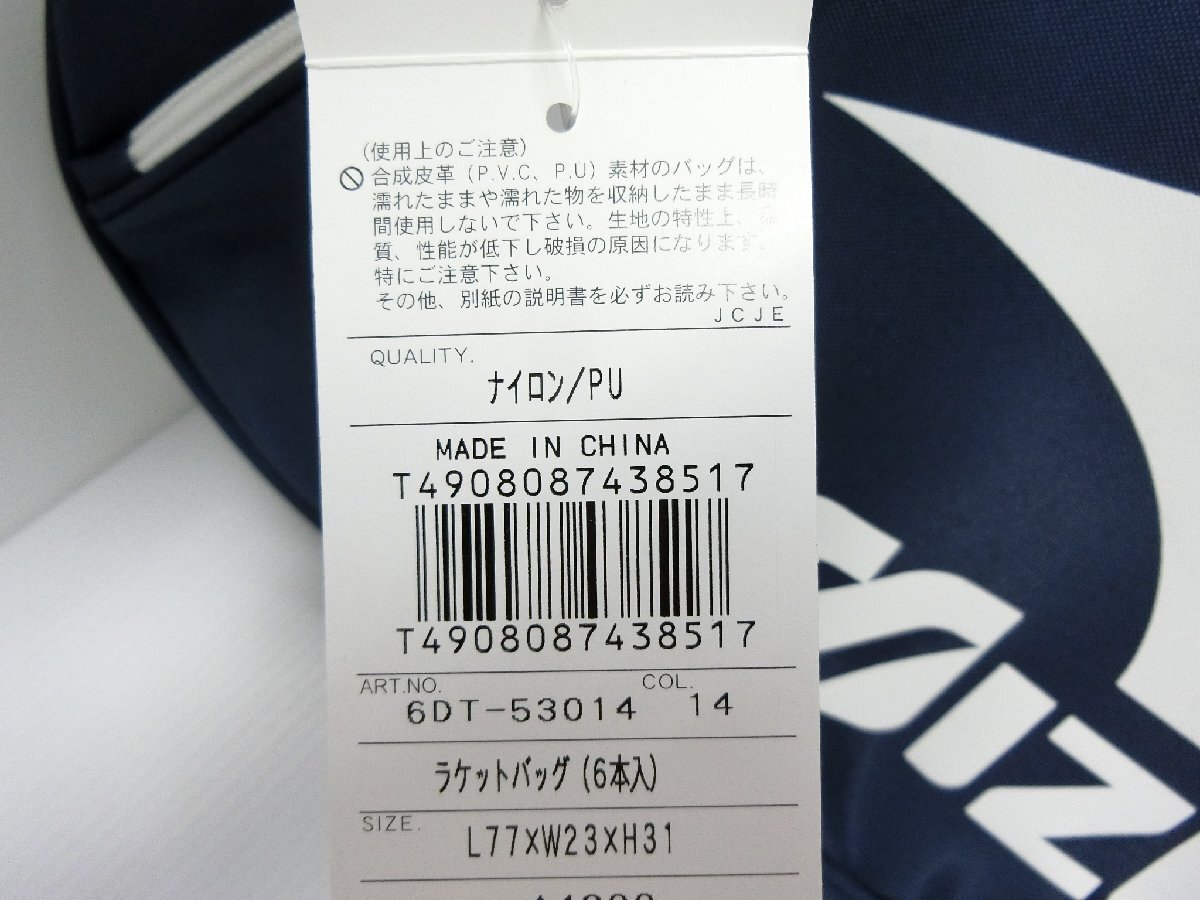 (使用上のご注意)
合成皮革(P.V.C、P.U)素材のバッグは、
濡れたままや濡れた物を収納したまま長時
間使用しないで下さい。生地の特性上、品
質、性能が低下し破損の原因になります。
特にご注意下さい。
その他、別紙の説明書を必ずお読み下さい。
JCJE
QUALITY.
ナイロン/PU
MADE IN CHINA
T4908087438517
T4908087438517
ART.NO. COL.
6DT-53014 14
ラケットバッグ(6本入)
SIZE. L77×W23×H31